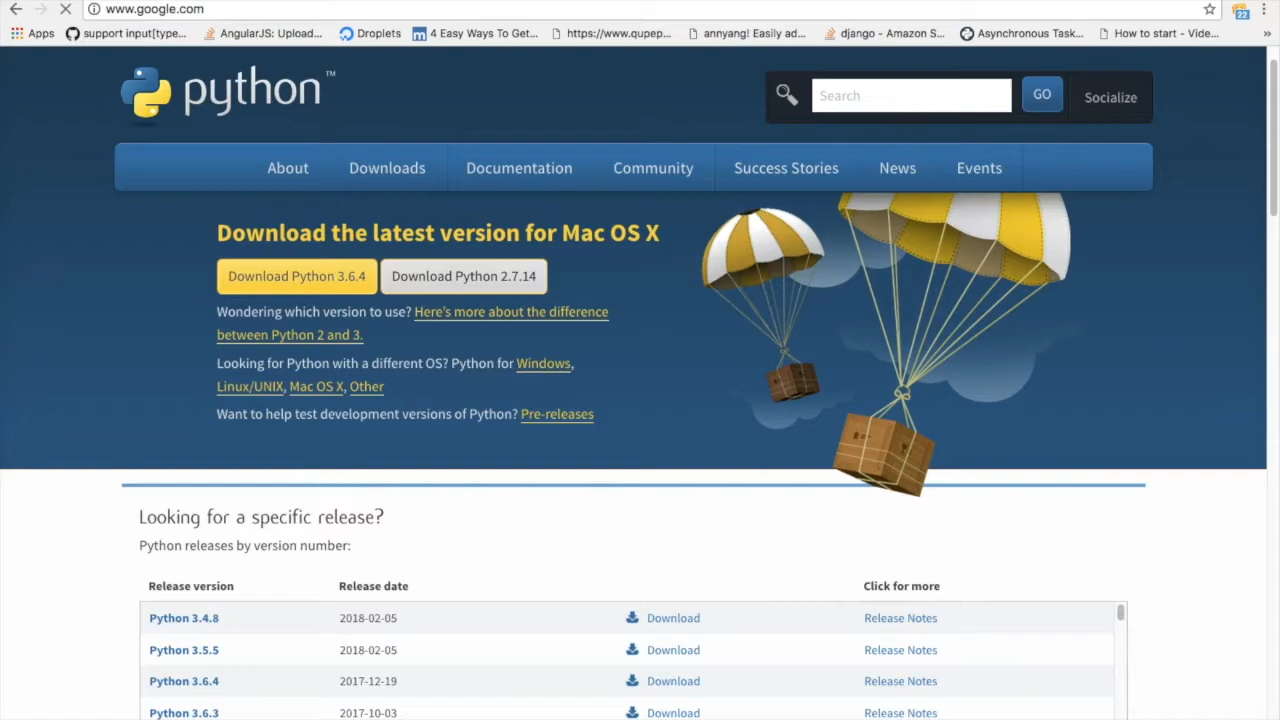 www.google.com
Apps support input[type... AngularJS: Upload... Droplets 4 Easy Ways To Get... https://www.qupep... annyang! Easily ad... django - Amazon S... Asynchronous Task... How to start - Vide... »
22
python™
Search GO Socialize
About Downloads Documentation Community Success Stories News Events
Download the latest version for Mac OS X
Download Python 3.6.4 Download Python 2.7.14
Wondering which version to use? Here's more about the difference
between Python 2 and 3.
Looking for Python with a different OS? Python for Windows,
Linux/UNIX, Mac OS X, Other
Want to help test development versions of Python? Pre-releases
Looking for a specific release?
Python releases by version number:
Release version Release date Click for more
Python 3.4.8 2018-02-05 Download Release Notes
Python 3.5.5 2018-02-05 Download Release Notes
Python 3.6.4 2017-12-19 Download Release Notes
Python 3.6.3 2017-10-03 Download Release Notes